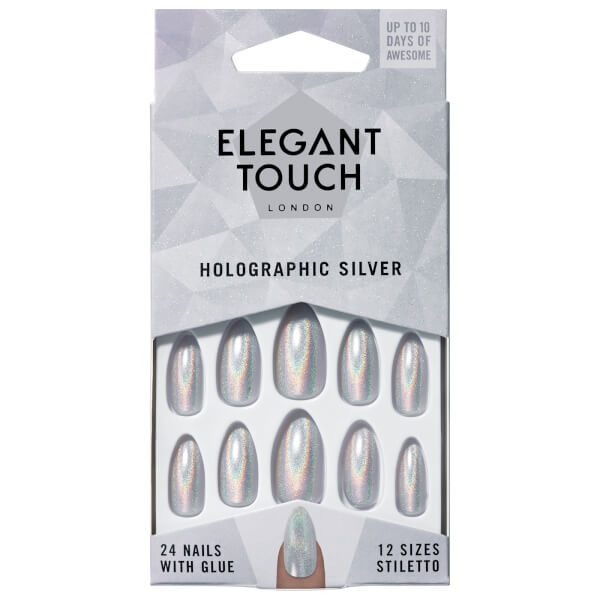 UP TO 10
DAYS OF
AWESOME
ELEGANT
TOUCH
LONDON
HOLOGRAPHIC SILVER
24 NAILS
WITH GLUE
12 SIZES
STILETTO